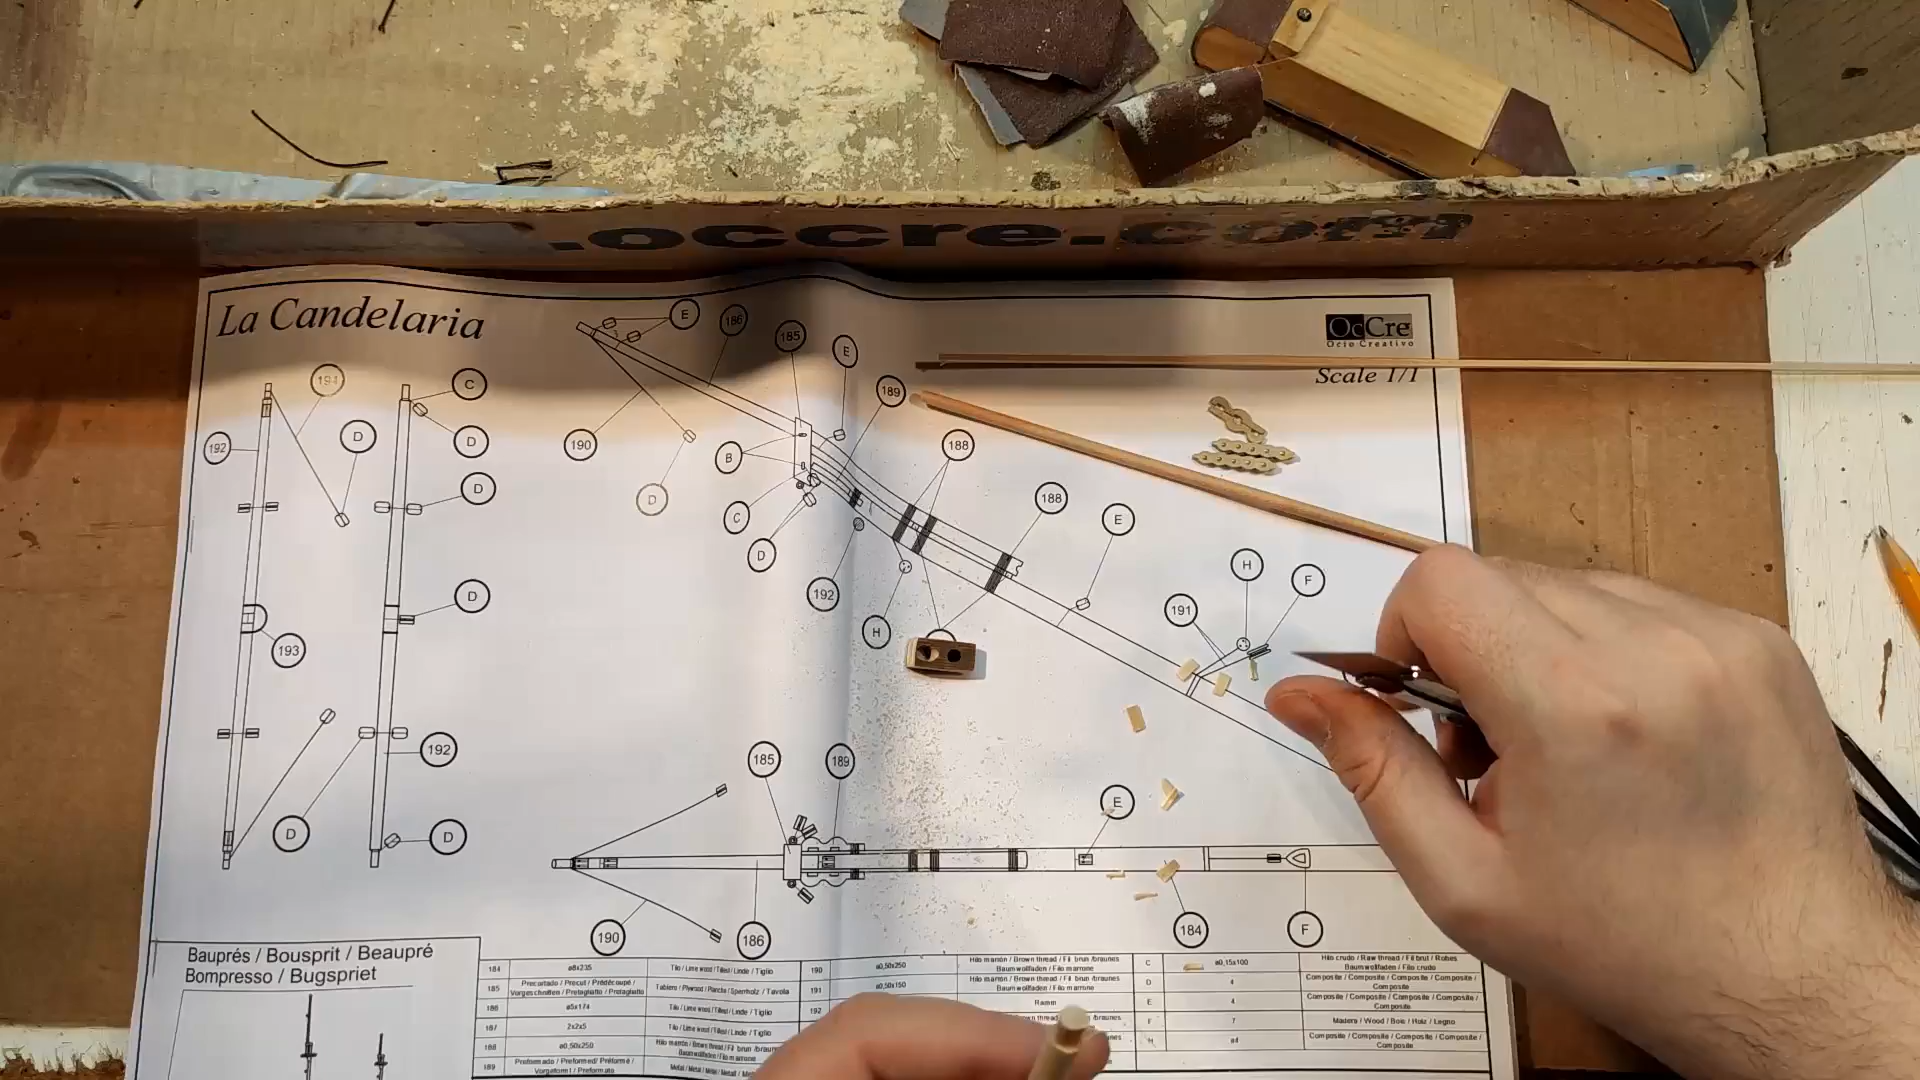 .occre.com
La Candelaria
OcCre
Ocio Creativo
Scale 1/1
E
186
185
E
189
194
C
D
192
D
190
B
188
D
D
C
188
E
D
D
192
H
H
F
191
193
185
189
192
E
D
D
190
186
184
F
Bauprés / Bousprit / Beaupré
Bompresso / Bugspriet
184 ø8x235 Tilo / Lime wood / Tilleul / Linde / Tiglio
185 Precortado / Precut / Prédécoupé / Vorgeschnitten / Pretagliato Tablero / Plywood / Planche / Sperrholz / Tavola
186 ø5x174 Tilo / Lime wood / Tilleul / Linde / Tiglio
187 2x2x5 Tilo / Lime wood / Tilleul / Linde / Tiglio
188 ø0,50x250 Hilo marrón / Brown thread / Fil brun / braunes Baumwollfaden / Filo marrone
189 Preformado / Preformed / Préformé / Vorgeformt / Preformato
190 ø0,50x250 Hilo marrón / Brown thread / Fil brun / braunes Baumwollfaden / Filo marrone
191 ø0,50x150 Hilo marrón / Brown thread / Fil brun / braunes Baumwollfaden / Filo marrone
192 Ramin
C ø0,15x100 Hilo crudo / Raw thread / Fil brut / Rohes Baumwollfaden / Filo crudo
D 4 Composite / Composite / Composite / Composite / Composite
E 4 Composite / Composite / Composite / Composite / Composite
F 7 Madera / Wood / Bois / Holz / Legno
H ø4 Composite / Composite / Composite / Composite / Composite